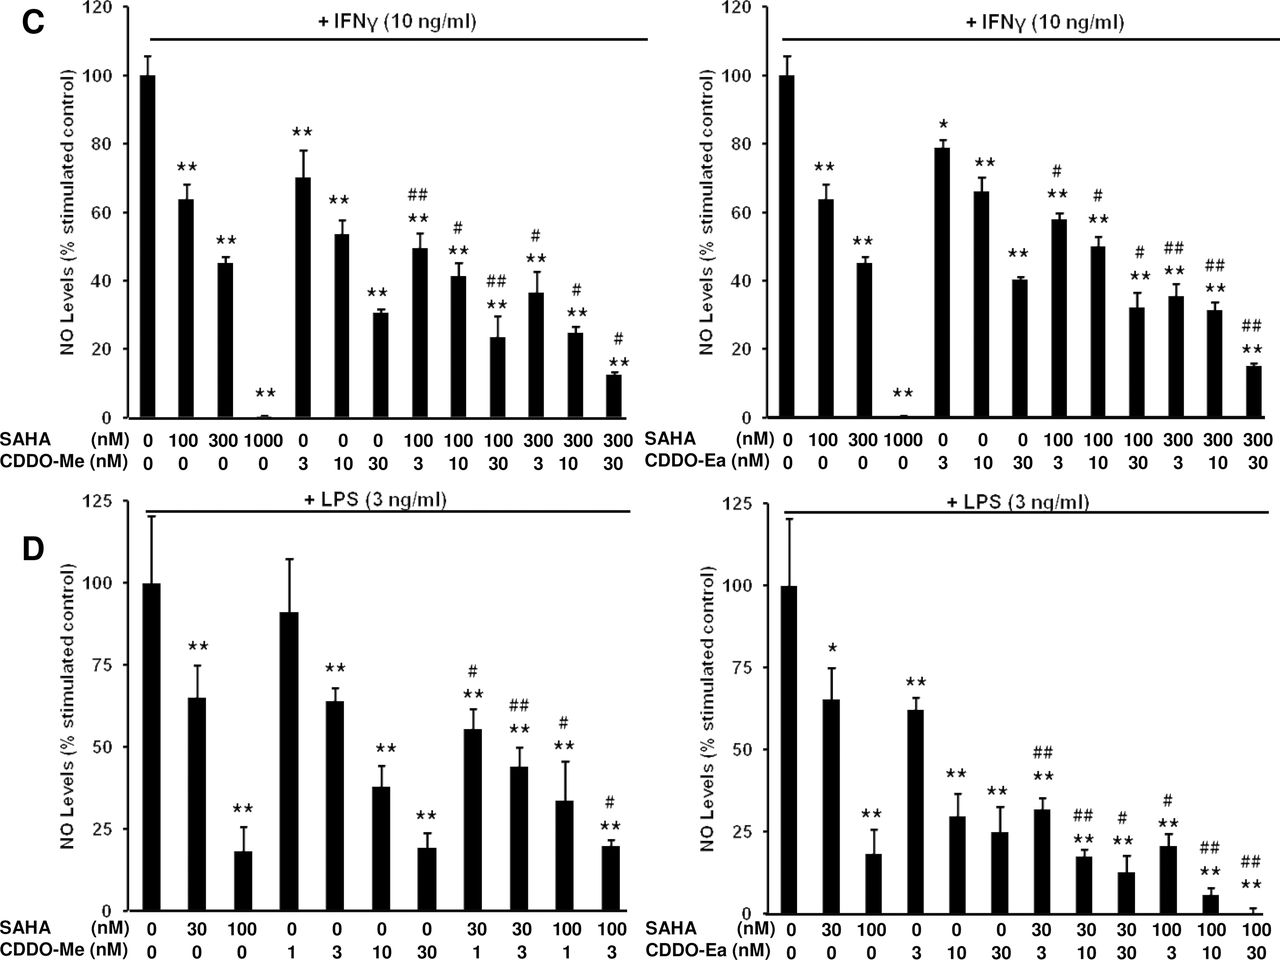 C
+ IFNγ (10 ng/ml)
NO Levels (% stimulated control)
120
100
80
60
40
20
0
** ** ** ** ** ** ## ** # ** ## ** # ** # ** # **
SAHA (nM) 0 100 300 1000 0 0 0 100 100 100 300 300 300
CDDO-Me (nM) 0 0 0 0 3 10 30 3 10 30 3 10 30
+ IFNγ (10 ng/ml)
NO Levels (% stimulated control)
120
100
80
60
40
20
0
** ** ** * ** ** # ** # ** # ** ## ** ## ** ## **
SAHA (nM) 0 100 300 1000 0 0 0 100 100 100 300 300 300
CDDO-Ea (nM) 0 0 0 0 3 10 30 3 10 30 3 10 30
D
+ LPS (3 ng/ml)
NO Levels (% stimulated control)
125
100
75
50
25
0
** ** ** ** ** # ** ## ** # ** # **
SAHA (nM) 0 30 100 0 0 0 0 30 30 100 100
CDDO-Me (nM) 0 0 0 1 3 10 30 1 3 1 3
+ LPS (3 ng/ml)
NO Levels (% stimulated control)
125
100
75
50
25
0
* ** ** ** ** ## ** ## ** # ** # ** ## ** ## **
SAHA (nM) 0 30 100 0 0 0 30 30 30 100 100 100
CDDO-Ea (nM) 0 0 0 3 10 30 3 10 30 3 10 30